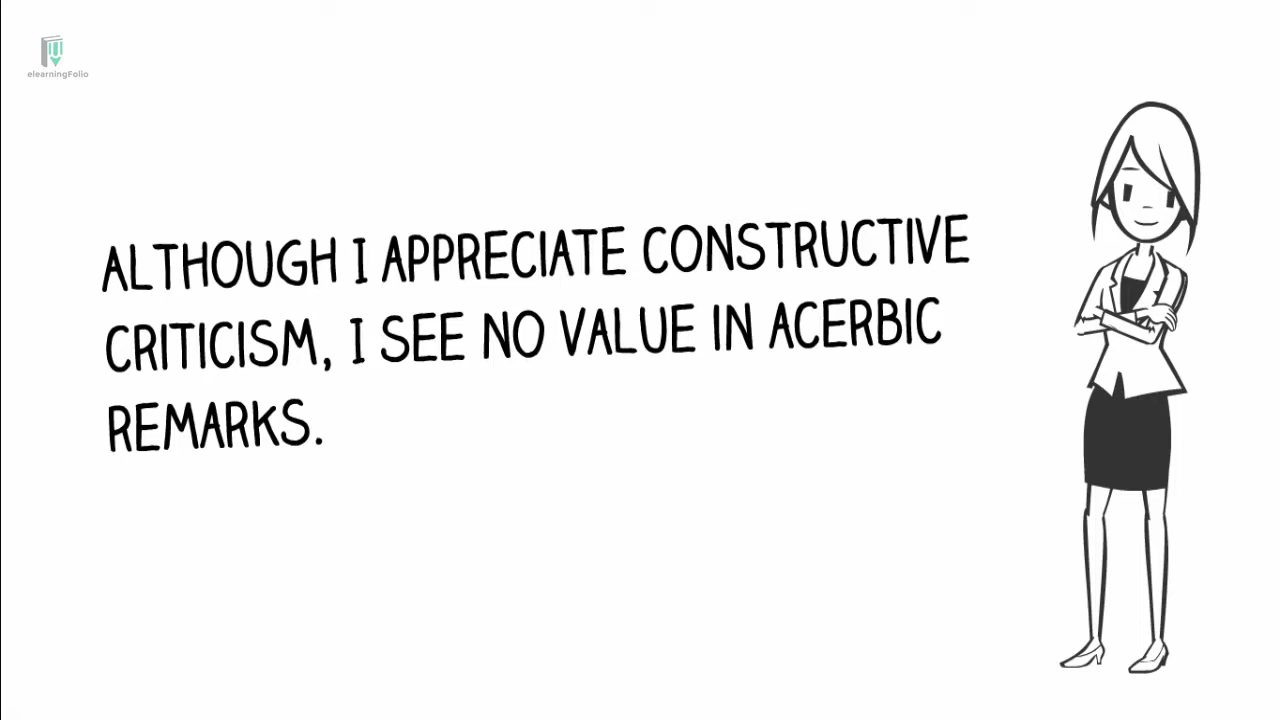 elearningFolio
ALTHOUGH I APPRECIATE CONSTRUCTIVE
CRITICISM, I SEE NO VALUE IN ACERBIC
REMARKS.